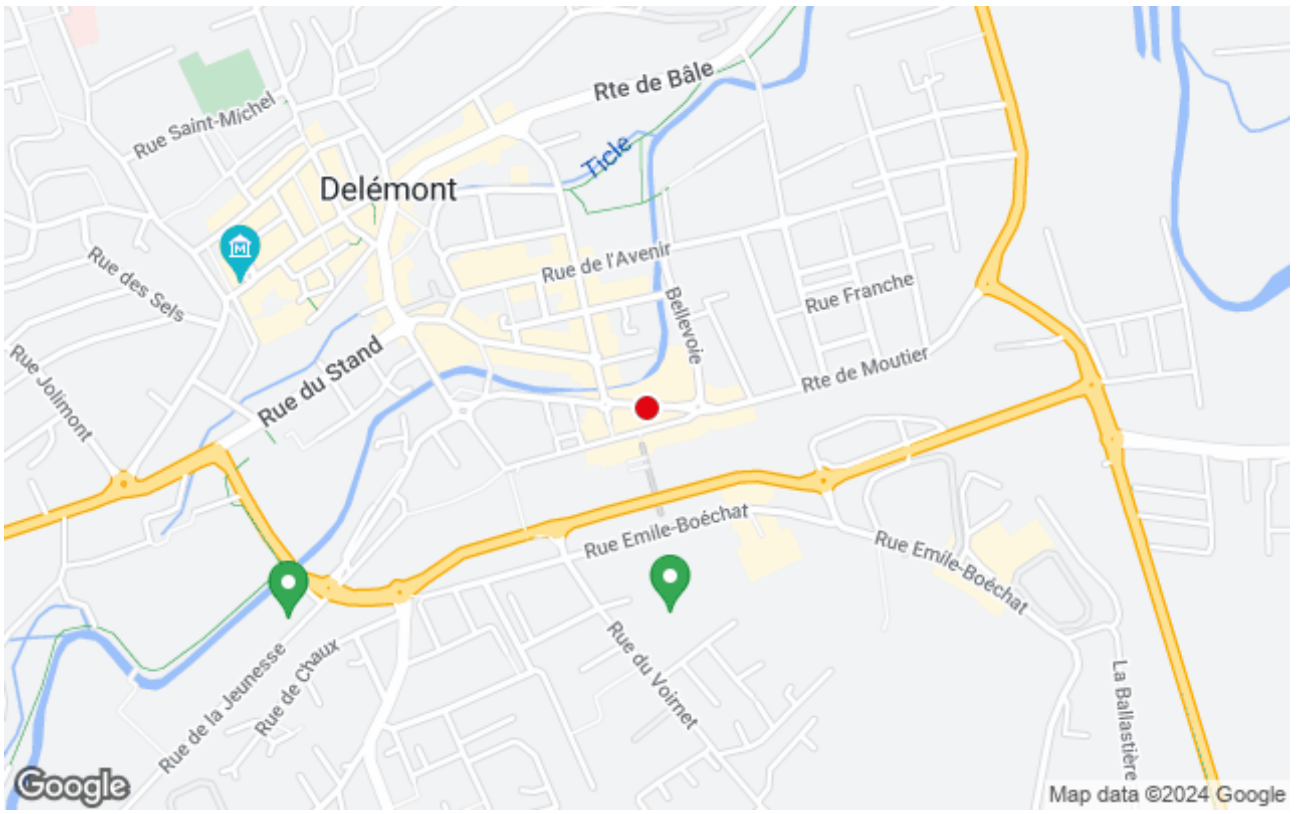 Rte de Bâle
Rue Saint-Michel
Ticle
Delémont
Rue de l'Avenir
Rue des Sels
Bellevoie
Rue Franche
Rue du Stand
Rue Jolimont
Rte de Moutier
Rue Emile-Boéchat
Rue Emile-Boéchat
Rue du Voirnet
Rue de la Jeunesse
Rue de Chaux
La Ballastière
M
Google
Map data ©2024 Google